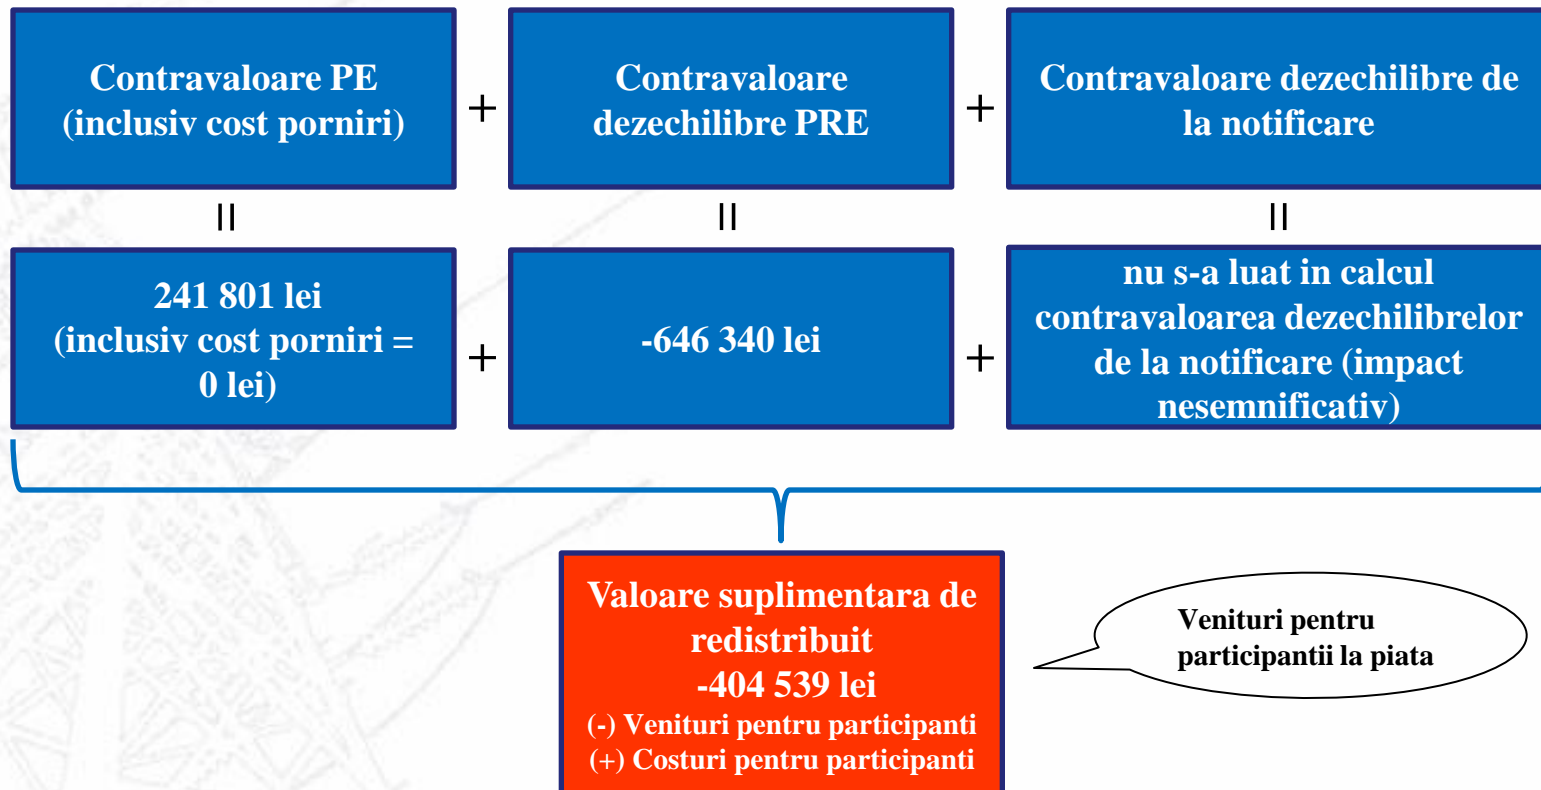 Contravaloare PE
(inclusiv cost porniri)
+
Contravaloare
dezechilibre PRE
+
Contravaloare dezechilibre de
la notificare
=
=
=
241 801 lei
(inclusiv cost porniri =
0 lei)
+
-646 340 lei
+
nu s-a luat in calcul
contravaloarea dezechilibrelor
de la notificare (impact
nesemnificativ)
Valoare suplimentara de
redistribuit
-404 539 lei
(-) Venituri pentru participanti
(+) Costuri pentru participanti
Venituri pentru
participantii la piata